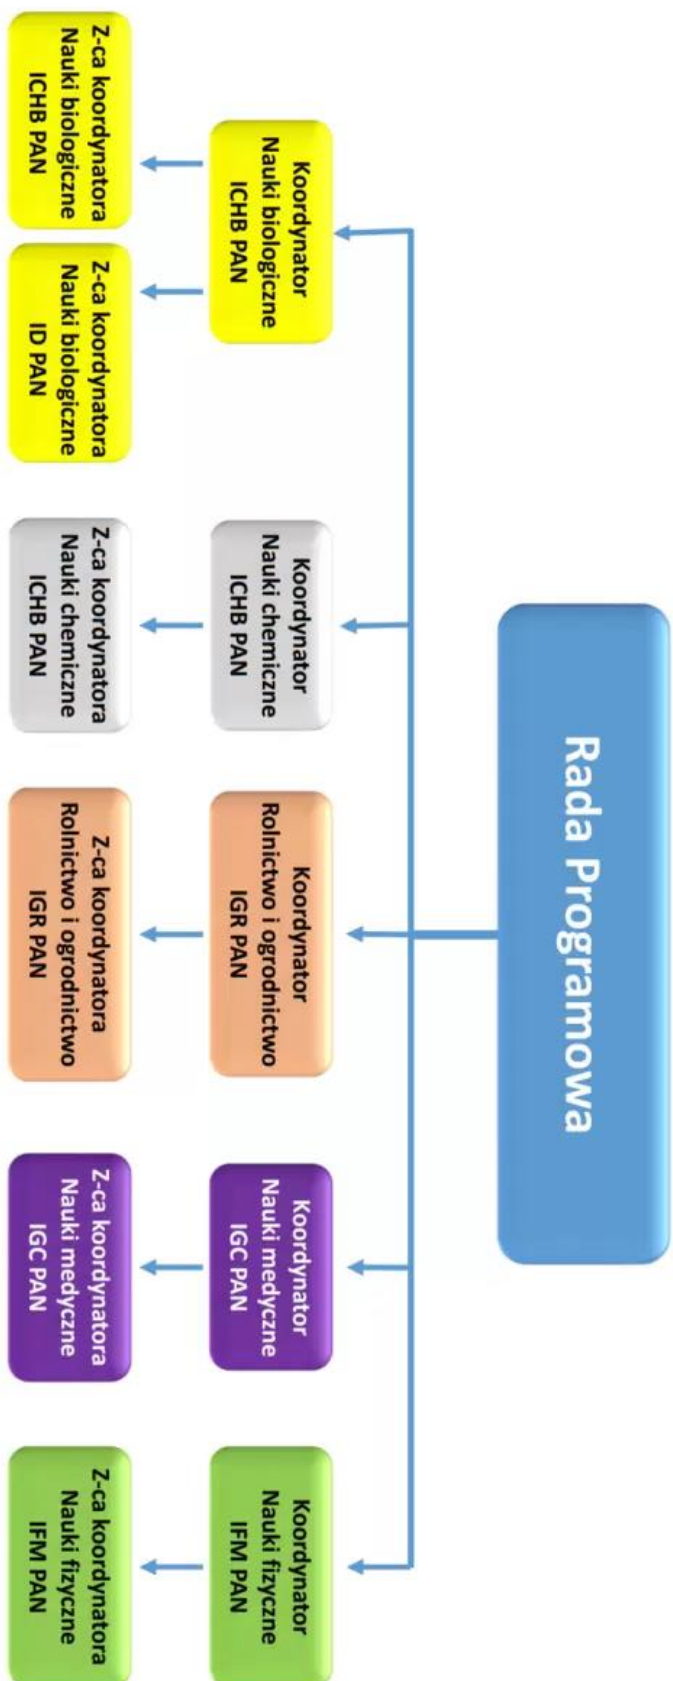 Rada Programowa
Koordynator
Nauki biologiczne
ICHB PAN
Koordynator
Nauki chemiczne
ICHB PAN
Koordynator
Rolnictwo i ogrodnictwo
IGR PAN
Koordynator
Nauki medyczne
IGC PAN
Koordynator
Nauki fizyczne
IFM PAN
Z-ca koordynatora
Nauki biologiczne
ICHB PAN
Z-ca koordynatora
Nauki biologiczne
ID PAN
Z-ca koordynatora
Nauki chemiczne
ICHB PAN
Z-ca koordynatora
Rolnictwo i ogrodnictwo
IGR PAN
Z-ca koordynatora
Nauki medyczne
IGC PAN
Z-ca koordynatora
Nauki fizyczne
IFM PAN